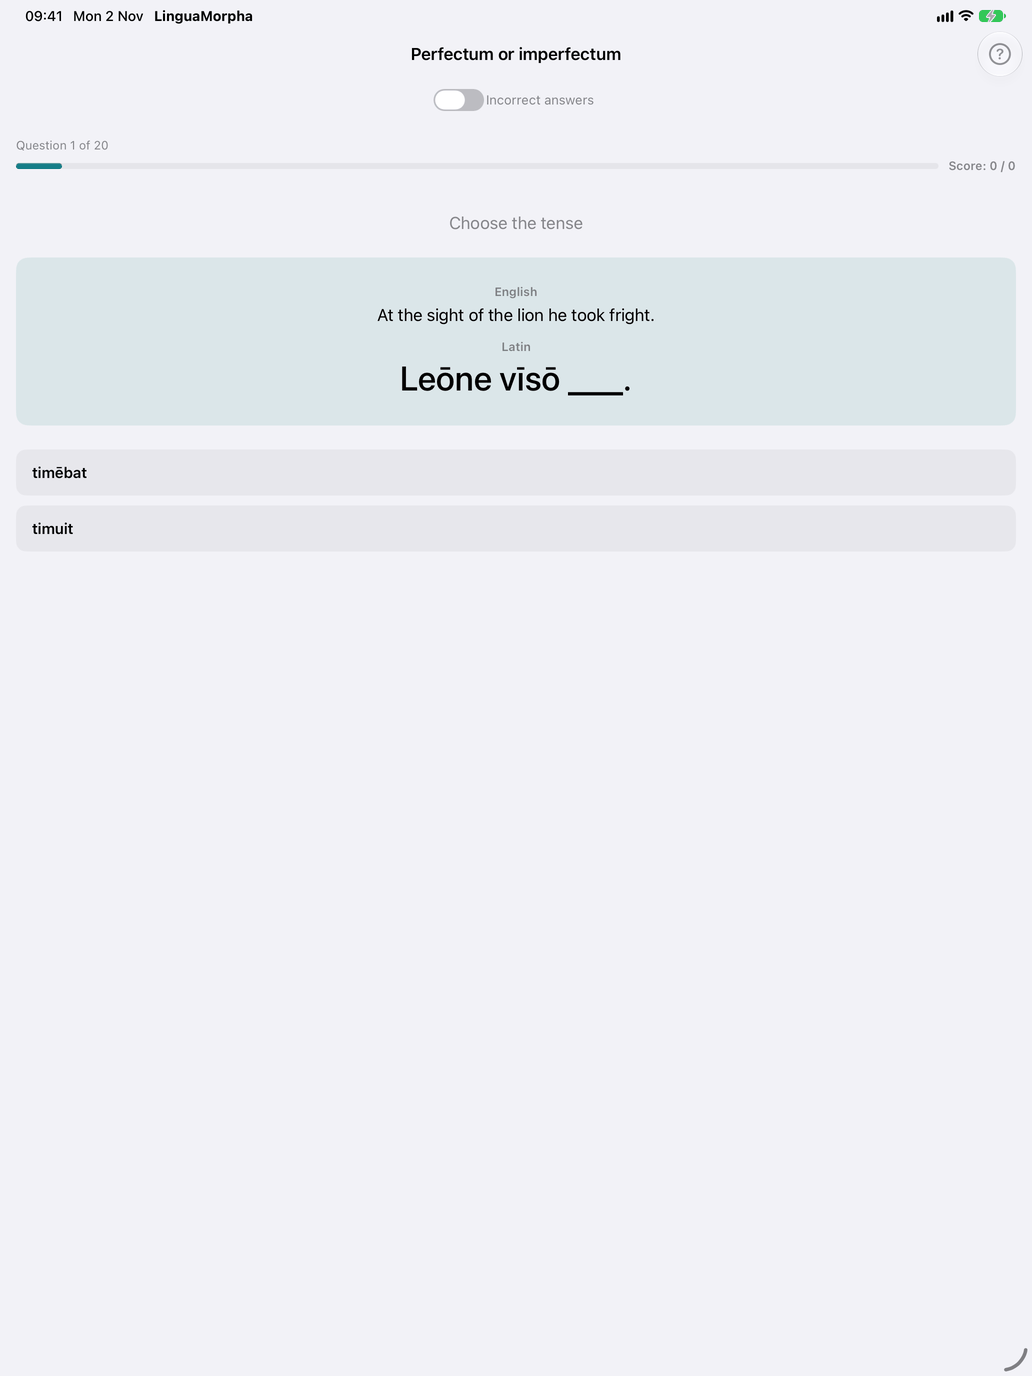 09:41 Mon 2 Nov LinguaMorpha
Perfectum or imperfectum
?
Incorrect answers
Question 1 of 20
Score: 0 / 0
Choose the tense
English
At the sight of the lion he took fright.
Latin
Leōne vīsō ____.
timēbat
timuit